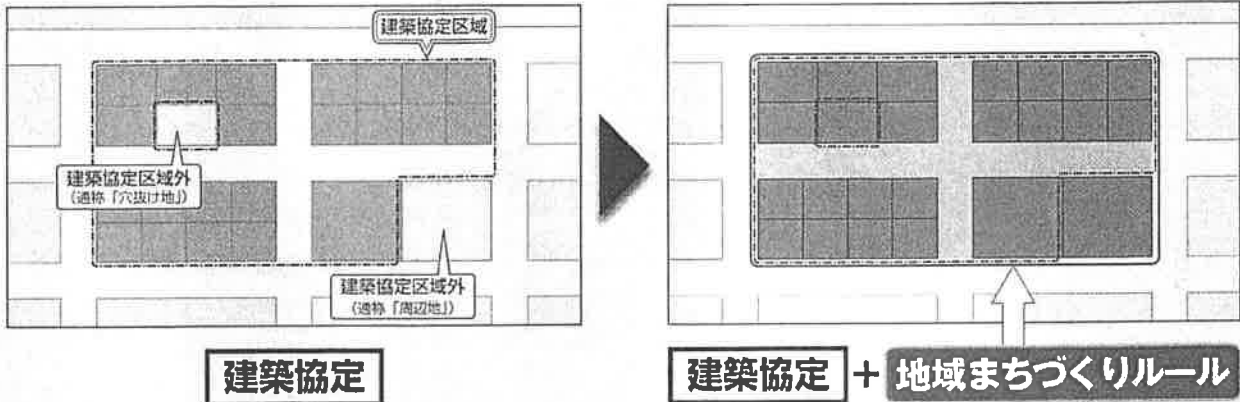 建築協定区域
建築協定区域外
(通称「穴抜け地」)
建築協定区域外
(通称「周辺地」)
建築協定
建築協定+地域まちづくりルール